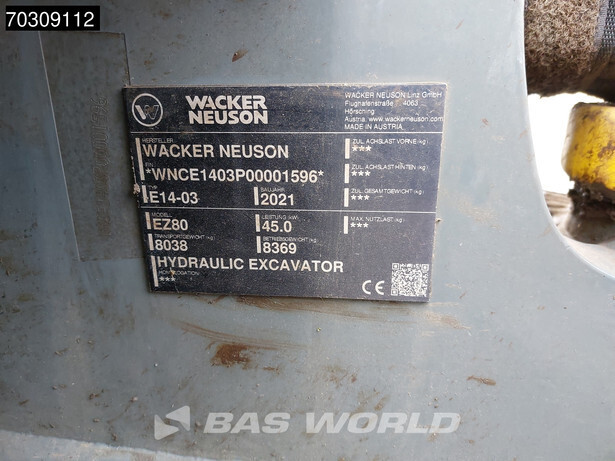 70309112
WACKER
NEUSON
WACKER NEUSON Linz GmbH
Flughafenstraße 7, 4063
Hörsching
Austria, www.wackerneuson.com
MADE IN AUSTRIA
HERSTELLER
WACKER NEUSON
*WNCE1403P00001596*
TYP
E14-03
BAUJAHR
2021
MODELL
EZ80
LEISTUNG (kW)
45.0
TRANSPORTGEWICHT (kg)
8038
BETRIEBSGEWICHT (kg)
8369
HYDRAULIC EXCAVATOR
HOMOLOGATION
***
ZUL. ACHSLAST VORNE (kg)
***
ZUL. ACHSLAST HINTEN (kg)
***
ZUL. GESAMTGEWICHT (kg)
***
MAX. NUTZLAST (kg)
***
CE
BAS WORLD